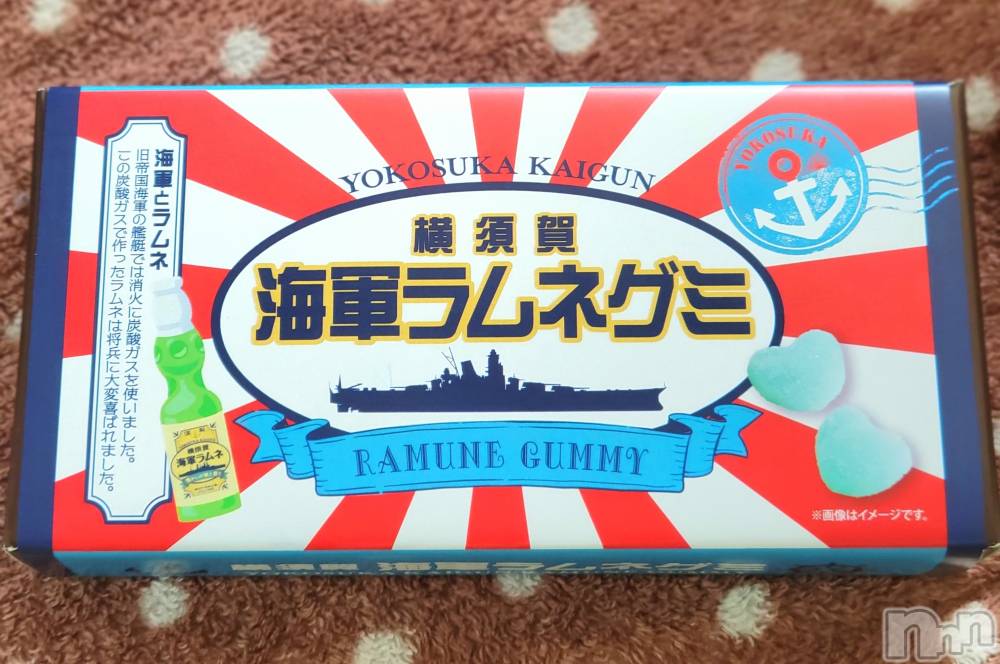 海軍とラムネ
旧帝国海軍の艦艇では消火に炭酸ガスを使いました。
この炭酸ガスで作ったラムネは将兵に大変喜ばれました。
YOKOSUKA KAIGUN
横須賀
海軍ラムネグミ
RAMUNE GUMMY
YOKOSUKA
横須賀
海軍ラムネ
※画像はイメージです。
横須賀 海軍ラムネグミ
nnn